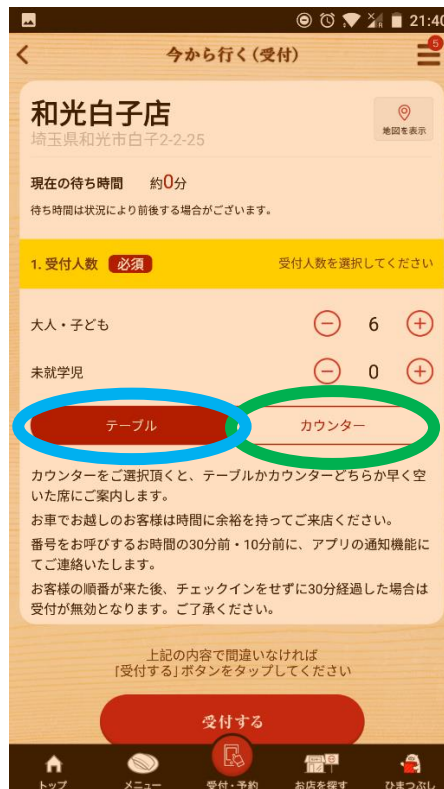 21:40
今から行く(受付)
5
和光白子店
埼玉県和光市白子2-2-25
地図を表示
現在の待ち時間 約0分
待ち時間は状況により前後する場合がございます。
1. 受付人数 必須 受付人数を選択してください
大人・子ども 6
未就学児 0
テーブル カウンター
カウンターをご選択頂くと、テーブルかカウンターどちらか早く空
いた席にご案内します。
お車でお越しのお客様は時間に余裕を持ってご来店ください。
番号をお呼びするお時間の30分前・10分前に、アプリの通知機能に
てご連絡いたします。
お客様の順番が来た後、チェックインをせずに30分経過した場合は
受付が無効となります。ご了承ください。
上記の内容で間違いなければ
「受付する」ボタンをタップしてください
受付する
トップ メニュー 受付・予約 お店を探す ひまつぶし